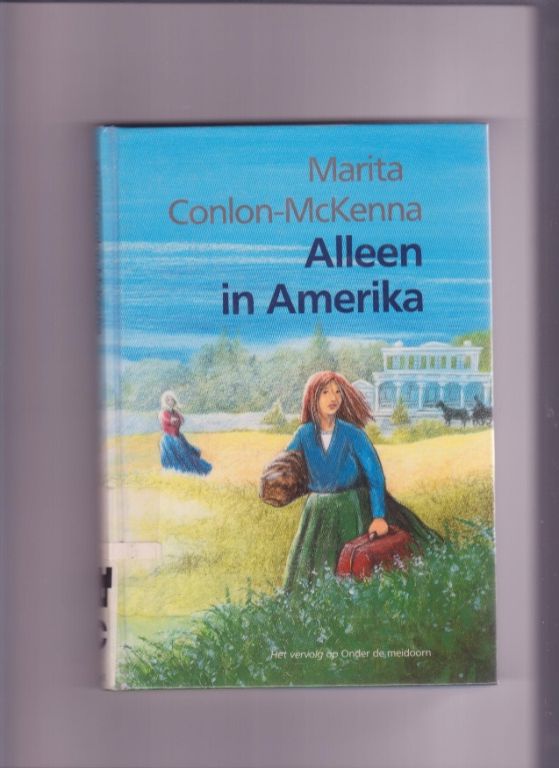 Marita
Conlon-McKenna
Alleen
in Amerika
Het vervolg op Onder de meidoorn